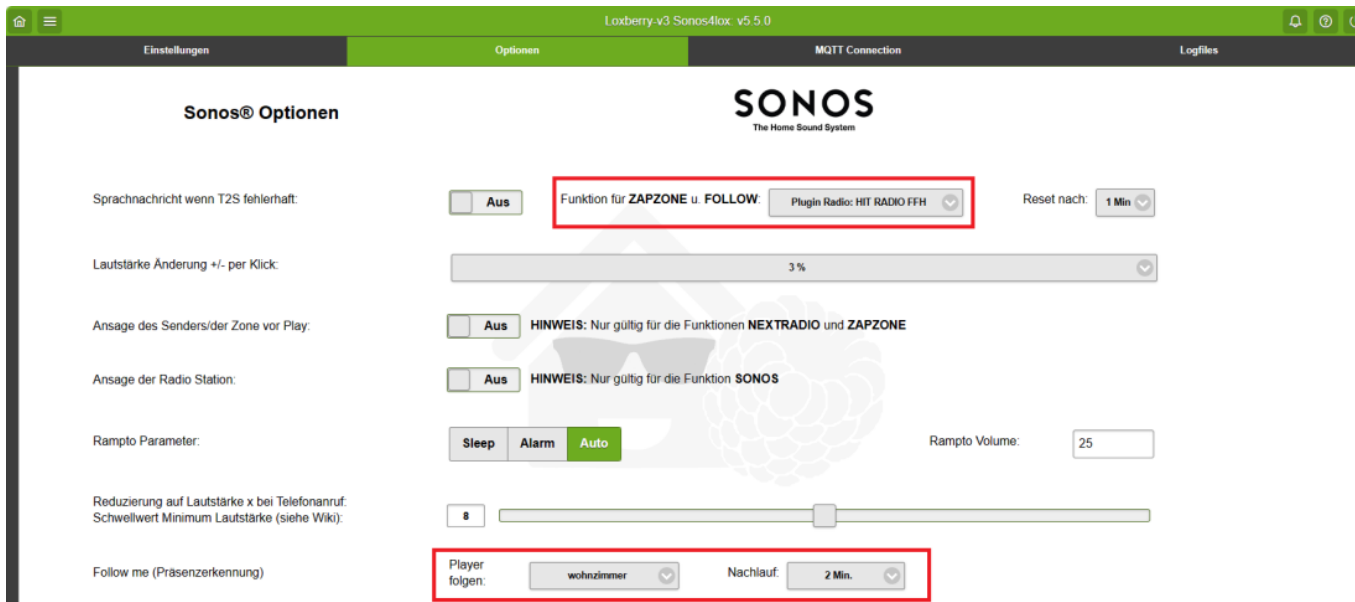 Loxberry-v3 Sonos4lox: v5.5.0
Einstellungen Optionen MQTT Connection Logfiles
Sonos® Optionen
SONOS
The Home Sound System
Sprachnachricht wenn T2S fehlerhaft: Aus Funktion für ZAPZONE u. FOLLOW: Plugin Radio: HIT RADIO FFH Reset nach: 1 Min
Lautstärke Änderung +/- per Klick: 3 %
Ansage des Senders/der Zone vor Play: Aus HINWEIS: Nur gültig für die Funktionen NEXTRADIO und ZAPZONE
Ansage der Radio Station: Aus HINWEIS: Nur gültig für die Funktion SONOS
Rampto Parameter: Sleep Alarm Auto Rampto Volume: 25
Reduzierung auf Lautstärke x bei Telefonanruf:
Schwellwert Minimum Lautstärke (siehe Wiki): 8
Follow me (Präsenzerkennung) Player folgen: wohnzimmer Nachlauf: 2 Min.